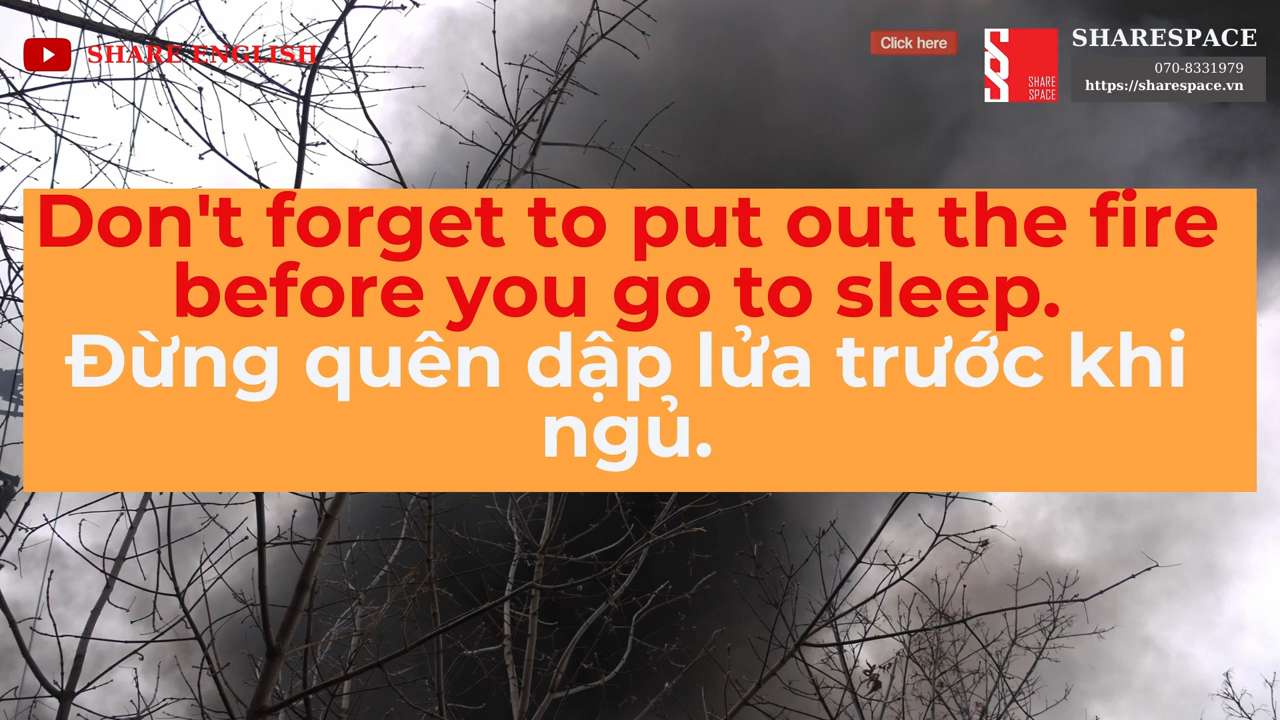 SHARE ENGLISH
Click here
SHARESPACE
070-8331979
https://sharespace.vn
SHARE
SPACE
Don't forget to put out the fire
before you go to sleep.
Đừng quên dập lửa trước khi
ngủ.